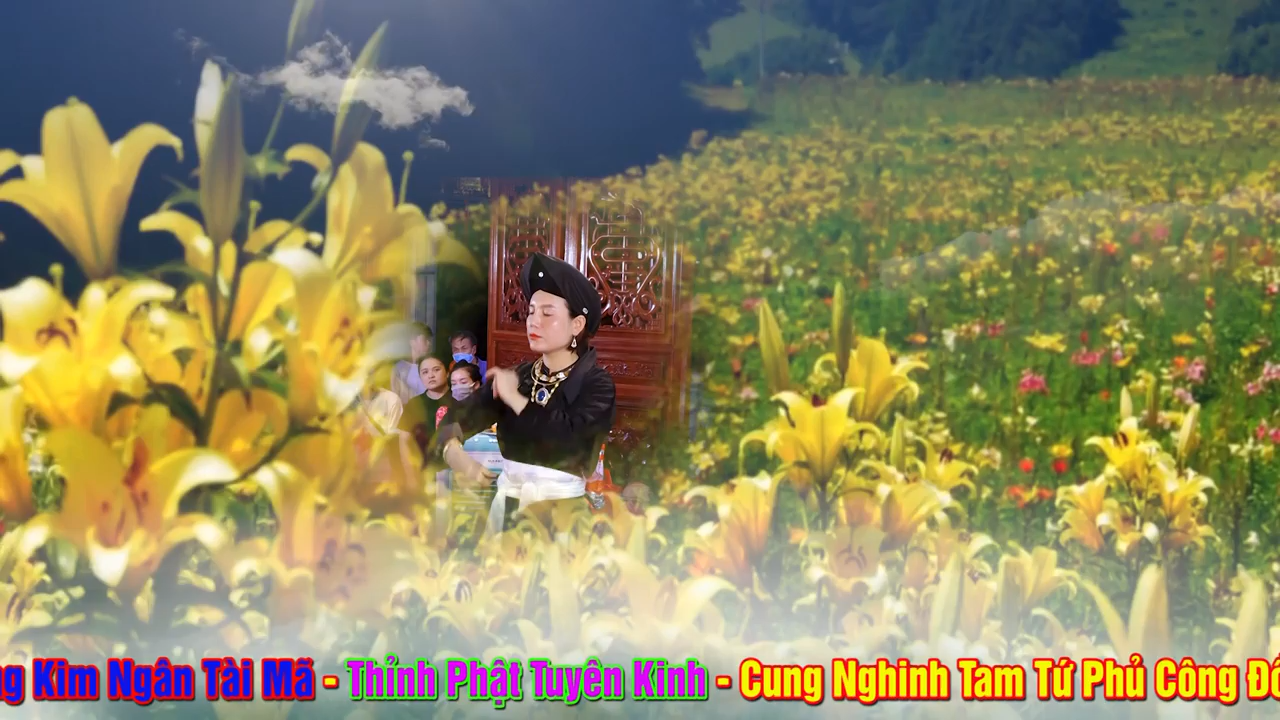 Kim Ngân Tài Mã - Thỉnh Phật Tuyên Kinh - Cung Nghinh Tam Tứ Phủ Công